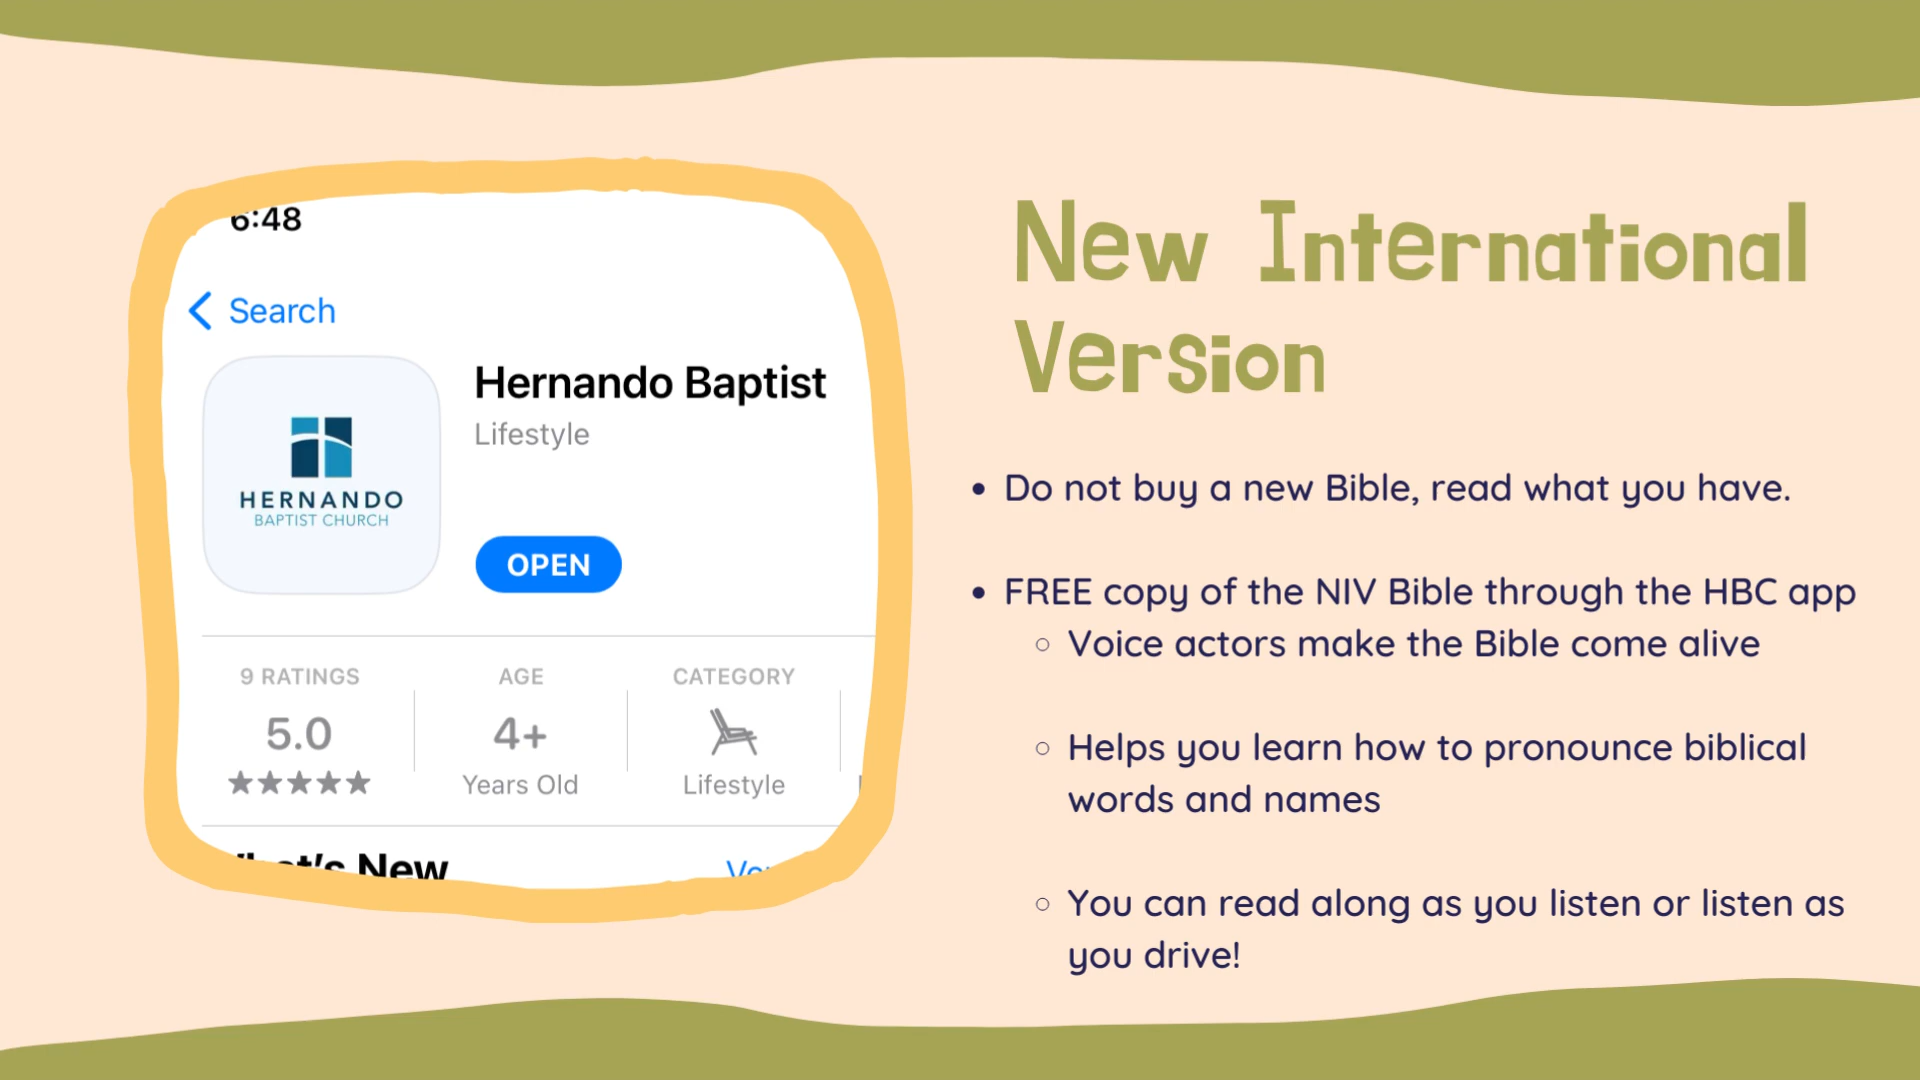 6:48
Search
Hernando Baptist
Lifestyle
HERNANDO
BAPTIST CHURCH
OPEN
9 RATINGS
AGE
CATEGORY
5.0
4+
Years Old
Lifestyle
New
New International
Version
• Do not buy a new Bible, read what you have.
• FREE copy of the NIV Bible through the HBC app
○ Voice actors make the Bible come alive
○ Helps you learn how to pronounce biblical
words and names
○ You can read along as you listen or listen as
you drive!